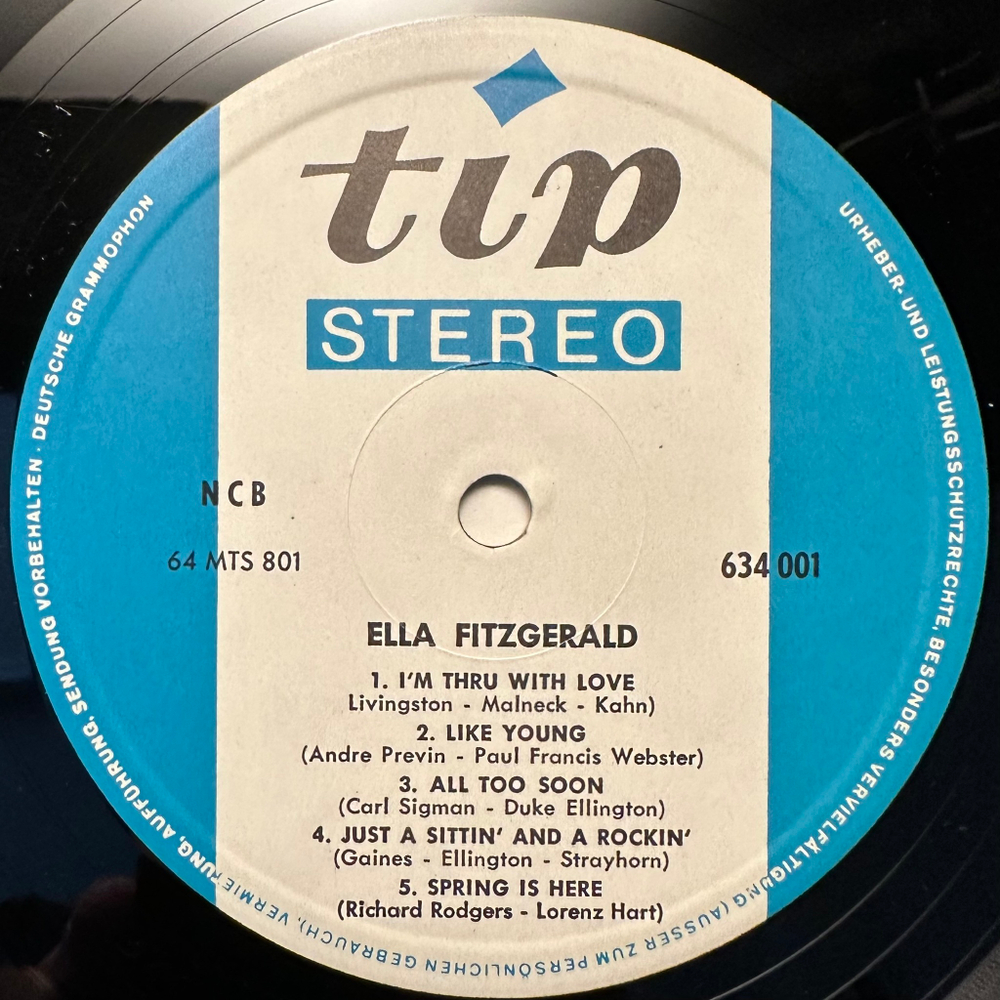 tip
STEREO
NCB
64 MTS 801
634 001
ELLA FITZGERALD
1. I'M THRU WITH LOVE
Livingston - Malneck - Kahn)
2. LIKE YOUNG
(Andre Previn - Paul Francis Webster)
3. ALL TOO SOON
(Carl Sigman - Duke Ellington)
4. JUST A SITTIN' AND A ROCKIN'
(Gaines - Ellington - Strayhorn)
5. SPRING IS HERE
(Richard Rodgers - Lorenz Hart)
URHEBER- UND LEISTUNGSSCHUTZRECHTE, BESONDERS VERVIELFÄLTIGUNG (AUSSER ZUM PERSÖNLICHEN GEBRAUCH), VERMIETUNG, AUFFÜHRUNG, SENDUNG VORBEHALTEN · DEUTSCHE GRAMMOPHON